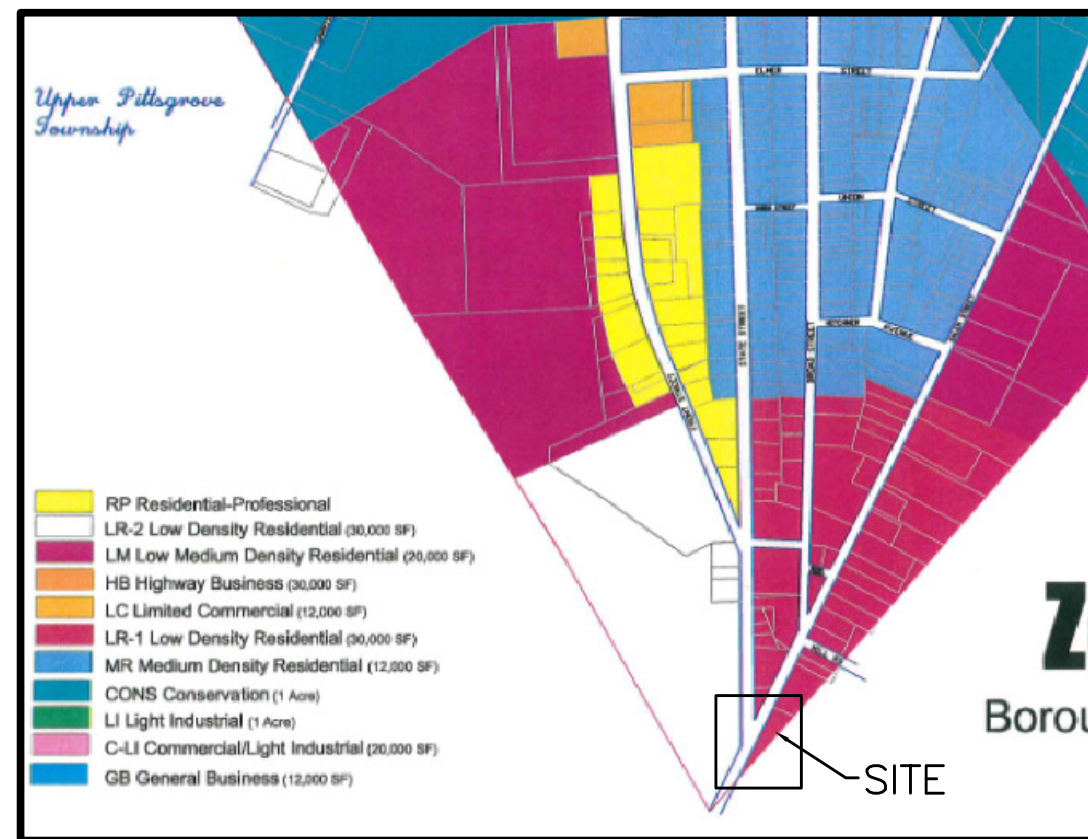 Upper Pittsgrove
Township
ELMER STREET
UNION STREET
STATE STREET
BROAD STREET
AVENUE
RP Residential-Professional
LR-2 Low Density Residential (30,000 SF)
LM Low Medium Density Residential (20,000 SF)
HB Highway Business (30,000 SF)
LC Limited Commercial (12,000 SF)
LR-1 Low Density Residential (30,000 SF)
MR Medium Density Residential (12,000 SF)
CONS Conservation (1 Acre)
LI Light Industrial (1 Acre)
C-LI Commercial/Light Industrial (20,000 SF)
GB General Business (12,000 SF)
Z
Borou
SITE